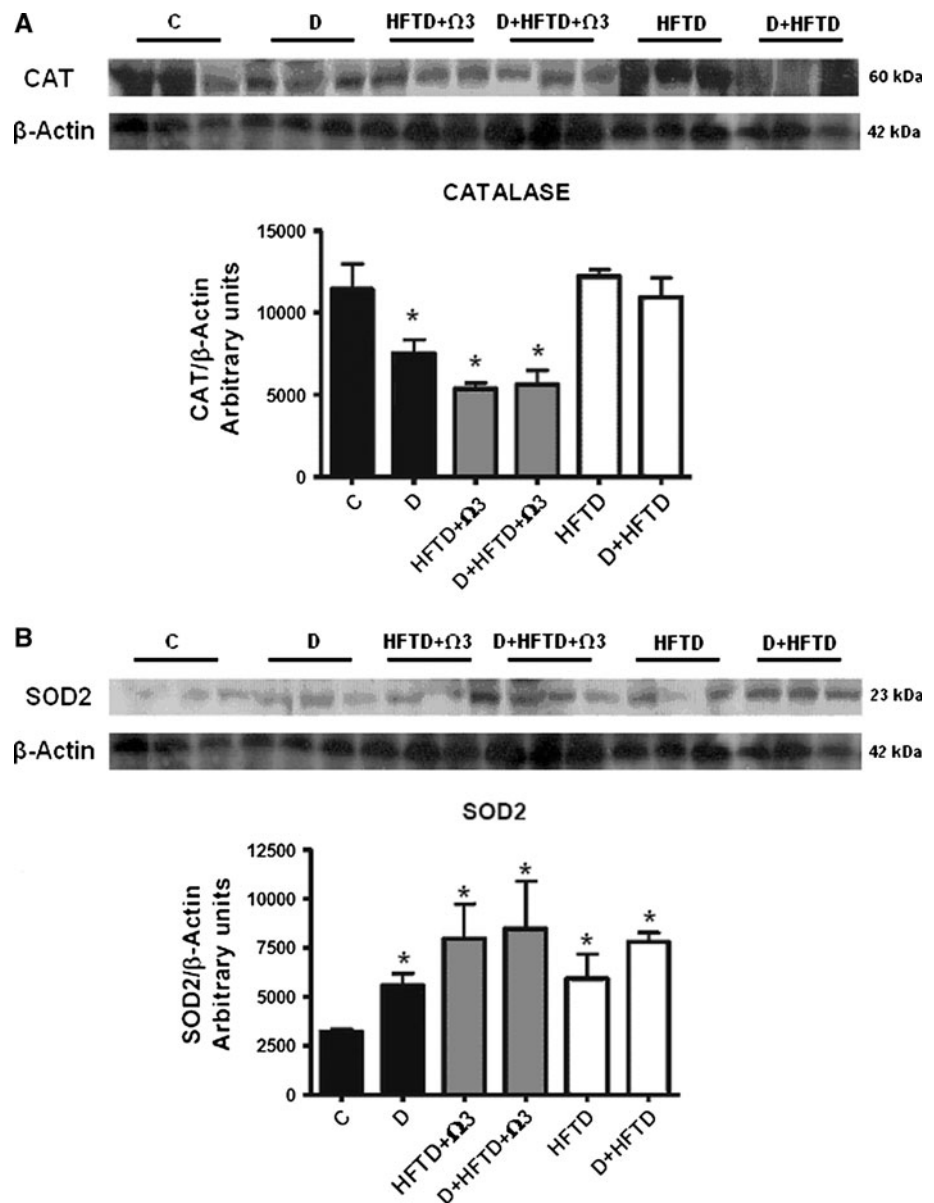 A
C D HFTD+Ω3 D+HFTD+Ω3 HFTD D+HFTD
CAT 60 kDa
β-Actin 42 kDa
CATALASE
CAT/β-Actin
Arbitrary units
15000
10000
5000
0
C D HFTD+Ω3 D+HFTD+Ω3 HFTD D+HFTD
* * *
B
C D HFTD+Ω3 D+HFTD+Ω3 HFTD D+HFTD
SOD2 23 kDa
β-Actin 42 kDa
SOD2
SOD2/β-Actin
Arbitrary units
12500
10000
7500
5000
2500
0
* * * * *
C D HFTD+Ω3 D+HFTD+Ω3 HFTD D+HFTD